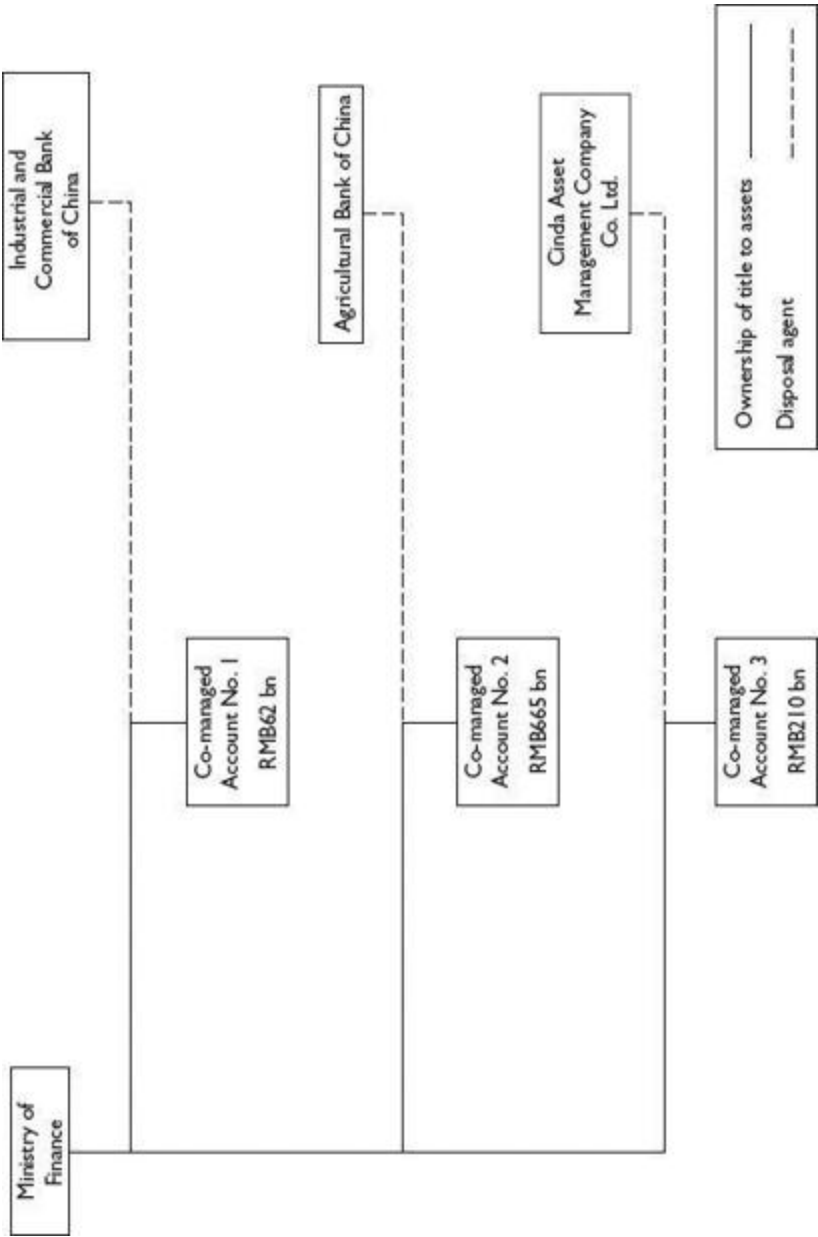 Ministry of
Finance
Co-managed
Account No. 1
RMB62 bn
Industrial and
Commercial Bank
of China
Co-managed
Account No. 2
RMB665 bn
Agricultural Bank of China
Co-managed
Account No. 3
RMB210 bn
Cinda Asset
Management Company
Co. Ltd.
Ownership of title to assets
Disposal agent